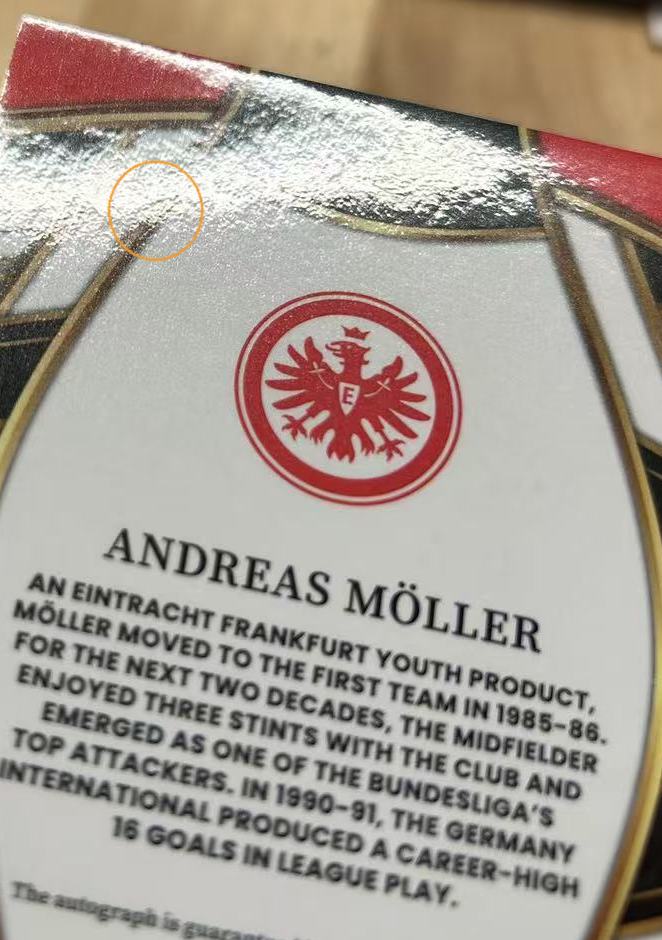 E
ANDREAS MÖLLER
AN EINTRACHT FRANKFURT YOUTH PRODUCT,
MÖLLER MOVED TO THE FIRST TEAM IN 1985-86.
FOR THE NEXT TWO DECADES, THE MIDFIELDER
ENJOYED THREE STINTS WITH THE CLUB AND
EMERGED AS ONE OF THE BUNDESLIGA'S
TOP ATTACKERS. IN 1990-91, THE GERMANY
INTERNATIONAL PRODUCED A CAREER-HIGH
16 GOALS IN LEAGUE PLAY.
The autograph is